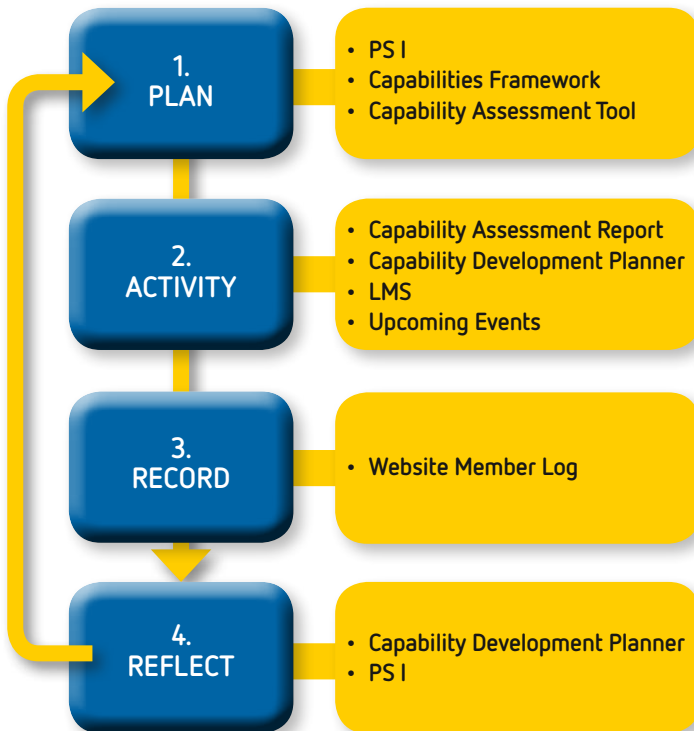 1.
PLAN
• PS I
• Capabilities Framework
• Capability Assessment Tool
2.
ACTIVITY
• Capability Assessment Report
• Capability Development Planner
• LMS
• Upcoming Events
3.
RECORD
• Website Member Log
4.
REFLECT
• Capability Development Planner
• PS I